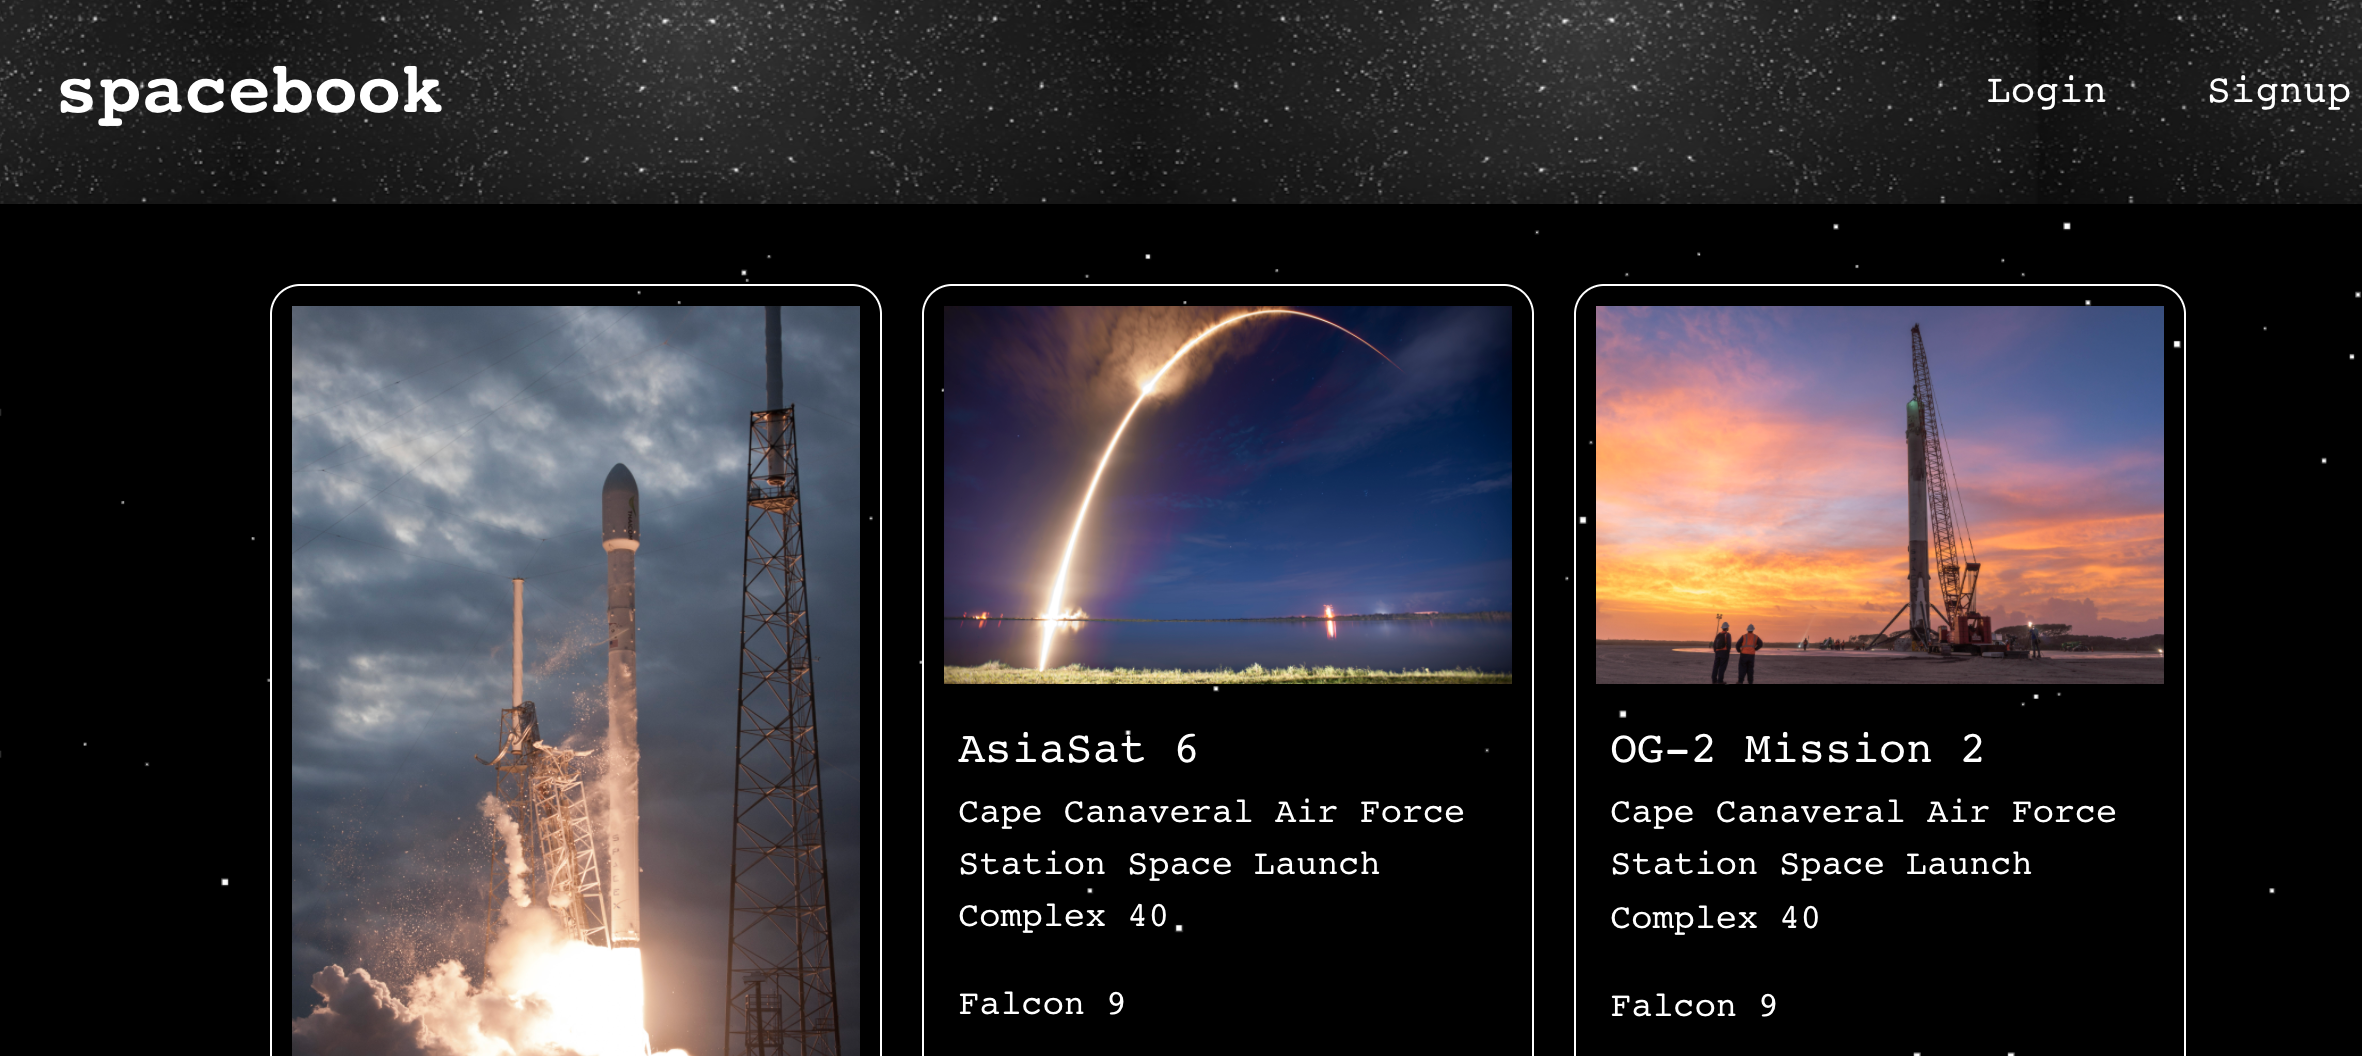 spacebook
Login
Signup
AsiaSat 6
Cape Canaveral Air Force
Station Space Launch
Complex 40
Falcon 9
OG-2 Mission 2
Cape Canaveral Air Force
Station Space Launch
Complex 40
Falcon 9
SPACEX